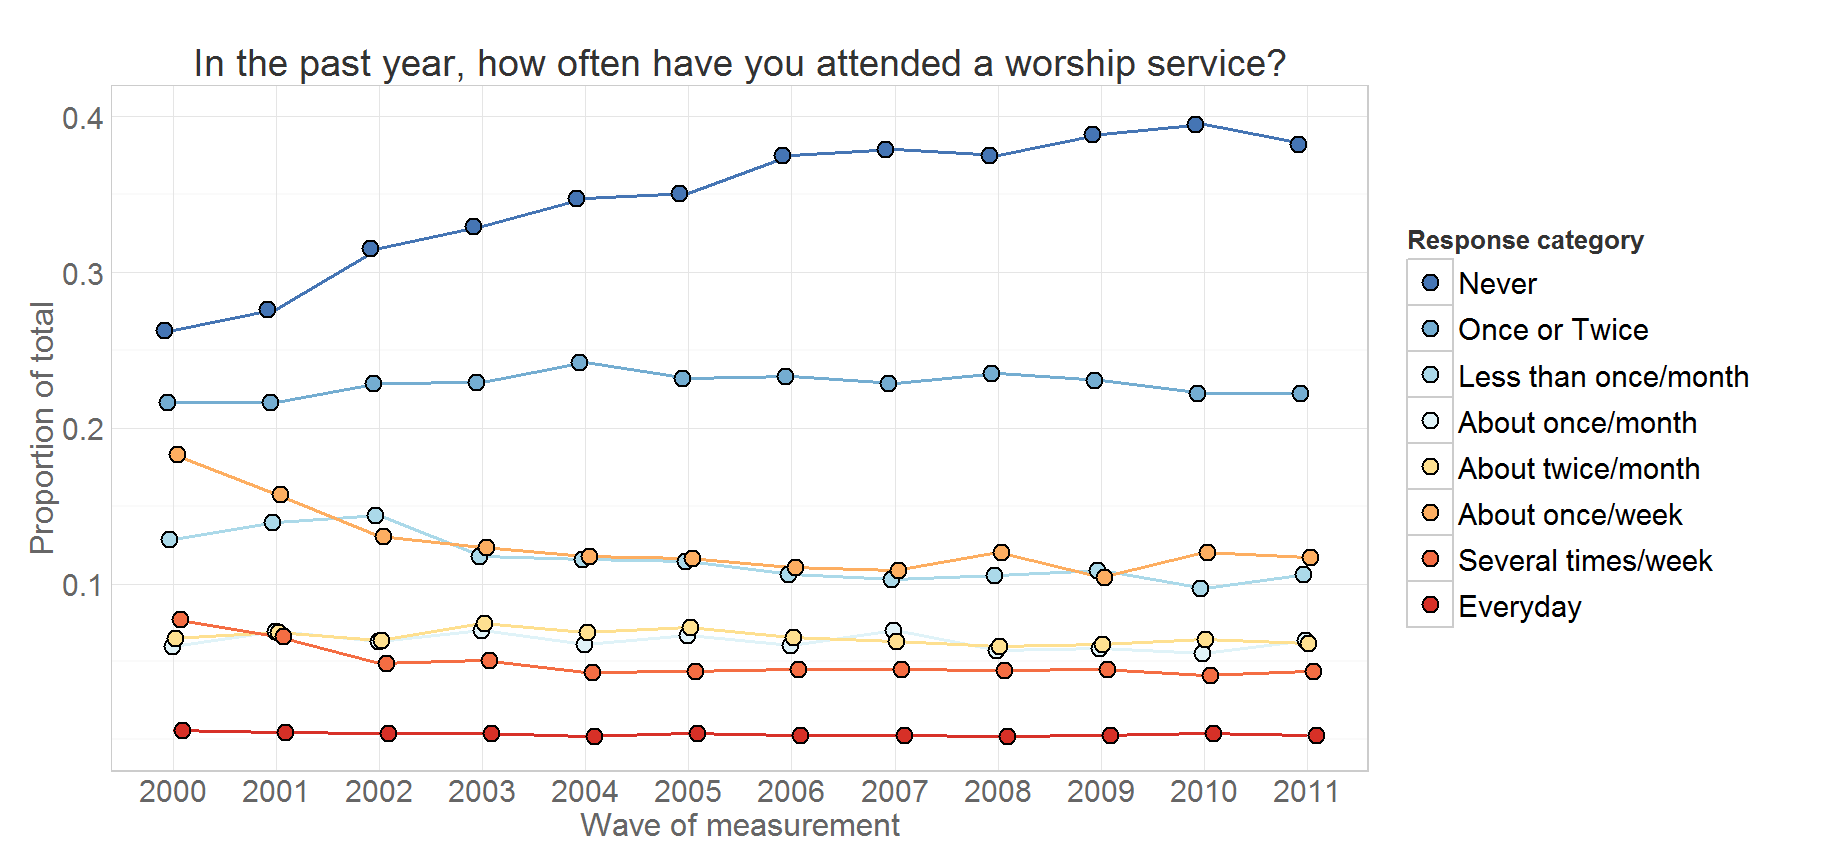 In the past year, how often have you attended a worship service?
0.4
0.3
0.2
0.1
Proportion of total
2000 2001 2002 2003 2004 2005 2006 2007 2008 2009 2010 2011
Wave of measurement
Response category
Never
Once or Twice
Less than once/month
About once/month
About twice/month
About once/week
Several times/week
Everyday